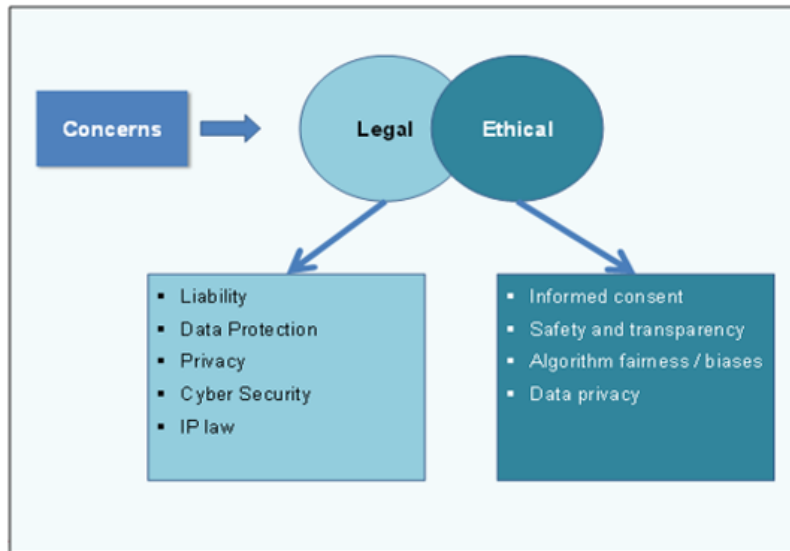 Concerns
Legal
Ethical
▪ Liability
▪ Data Protection
▪ Privacy
▪ Cyber Security
▪ IP law
▪ Informed consent
▪ Safety and transparency
▪ Algorithm fairness / biases
▪ Data privacy